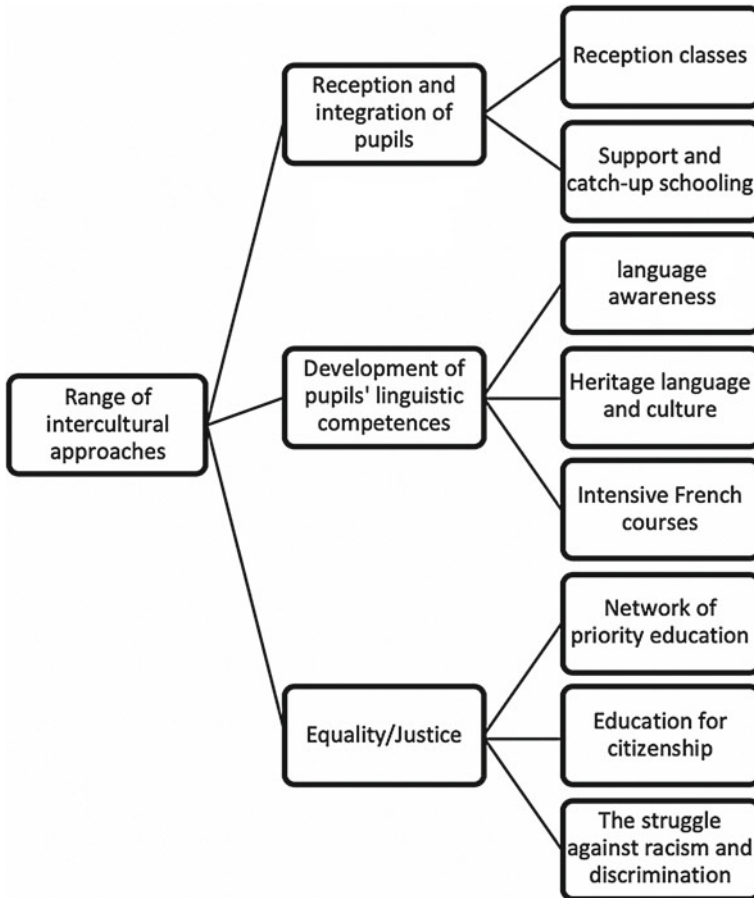 Range of
intercultural
approaches
Reception and
integration of
pupils
Reception classes
Support and
catch-up schooling
Development of
pupils' linguistic
competences
language
awareness
Heritage language
and culture
Intensive French
courses
Equality/Justice
Network of
priority education
Education for
citizenship
The struggle
against racism and
discrimination